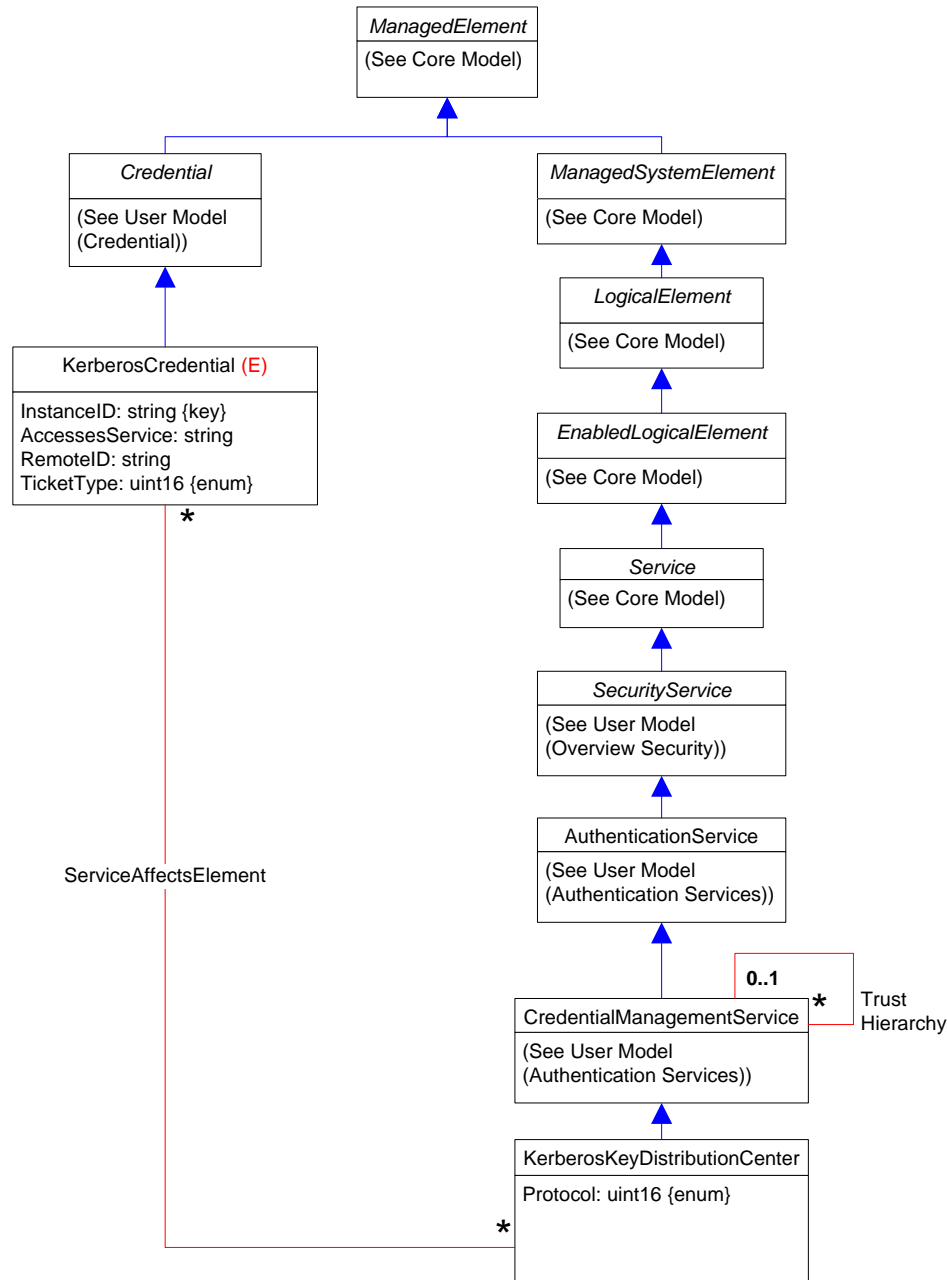 ManagedElement
(See Core Model)
Credential
(See User Model
(Credential))
ManagedSystemElement
(See Core Model)
LogicalElement
(See Core Model)
KerberosCredential (E)
InstanceID: string {key}
AccessesService: string
RemoteID: string
TicketType: uint16 {enum}
*
EnabledLogicalElement
(See Core Model)
Service
(See Core Model)
SecurityService
(See User Model
(Overview Security))
AuthenticationService
(See User Model
(Authentication Services))
ServiceAffectsElement
0..1
*
Trust
Hierarchy
CredentialManagementService
(See User Model
(Authentication Services))
KerberosKeyDistributionCenter
Protocol: uint16 {enum}
*